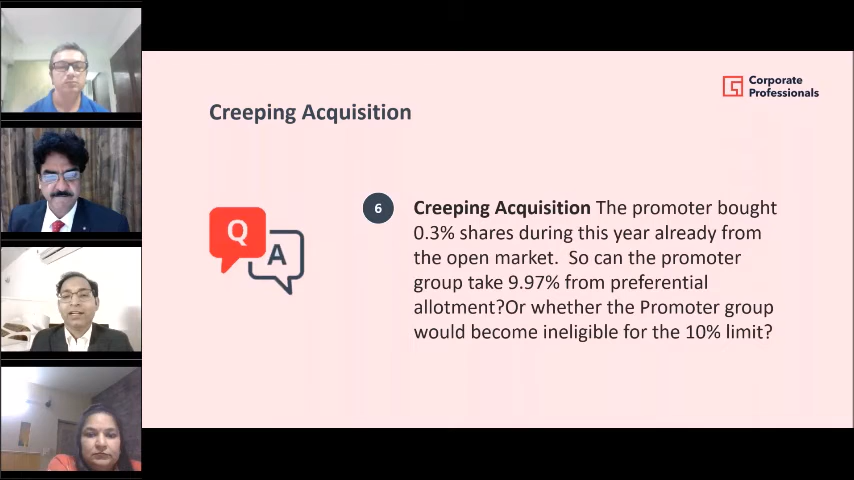 Corporate
Professionals
Creeping Acquisition
Q
A
6
Creeping Acquisition The promoter bought
0.3% shares during this year already from
the open market.  So can the promoter
group take 9.97% from preferential
allotment?Or whether the Promoter group
would become ineligible for the 10% limit?